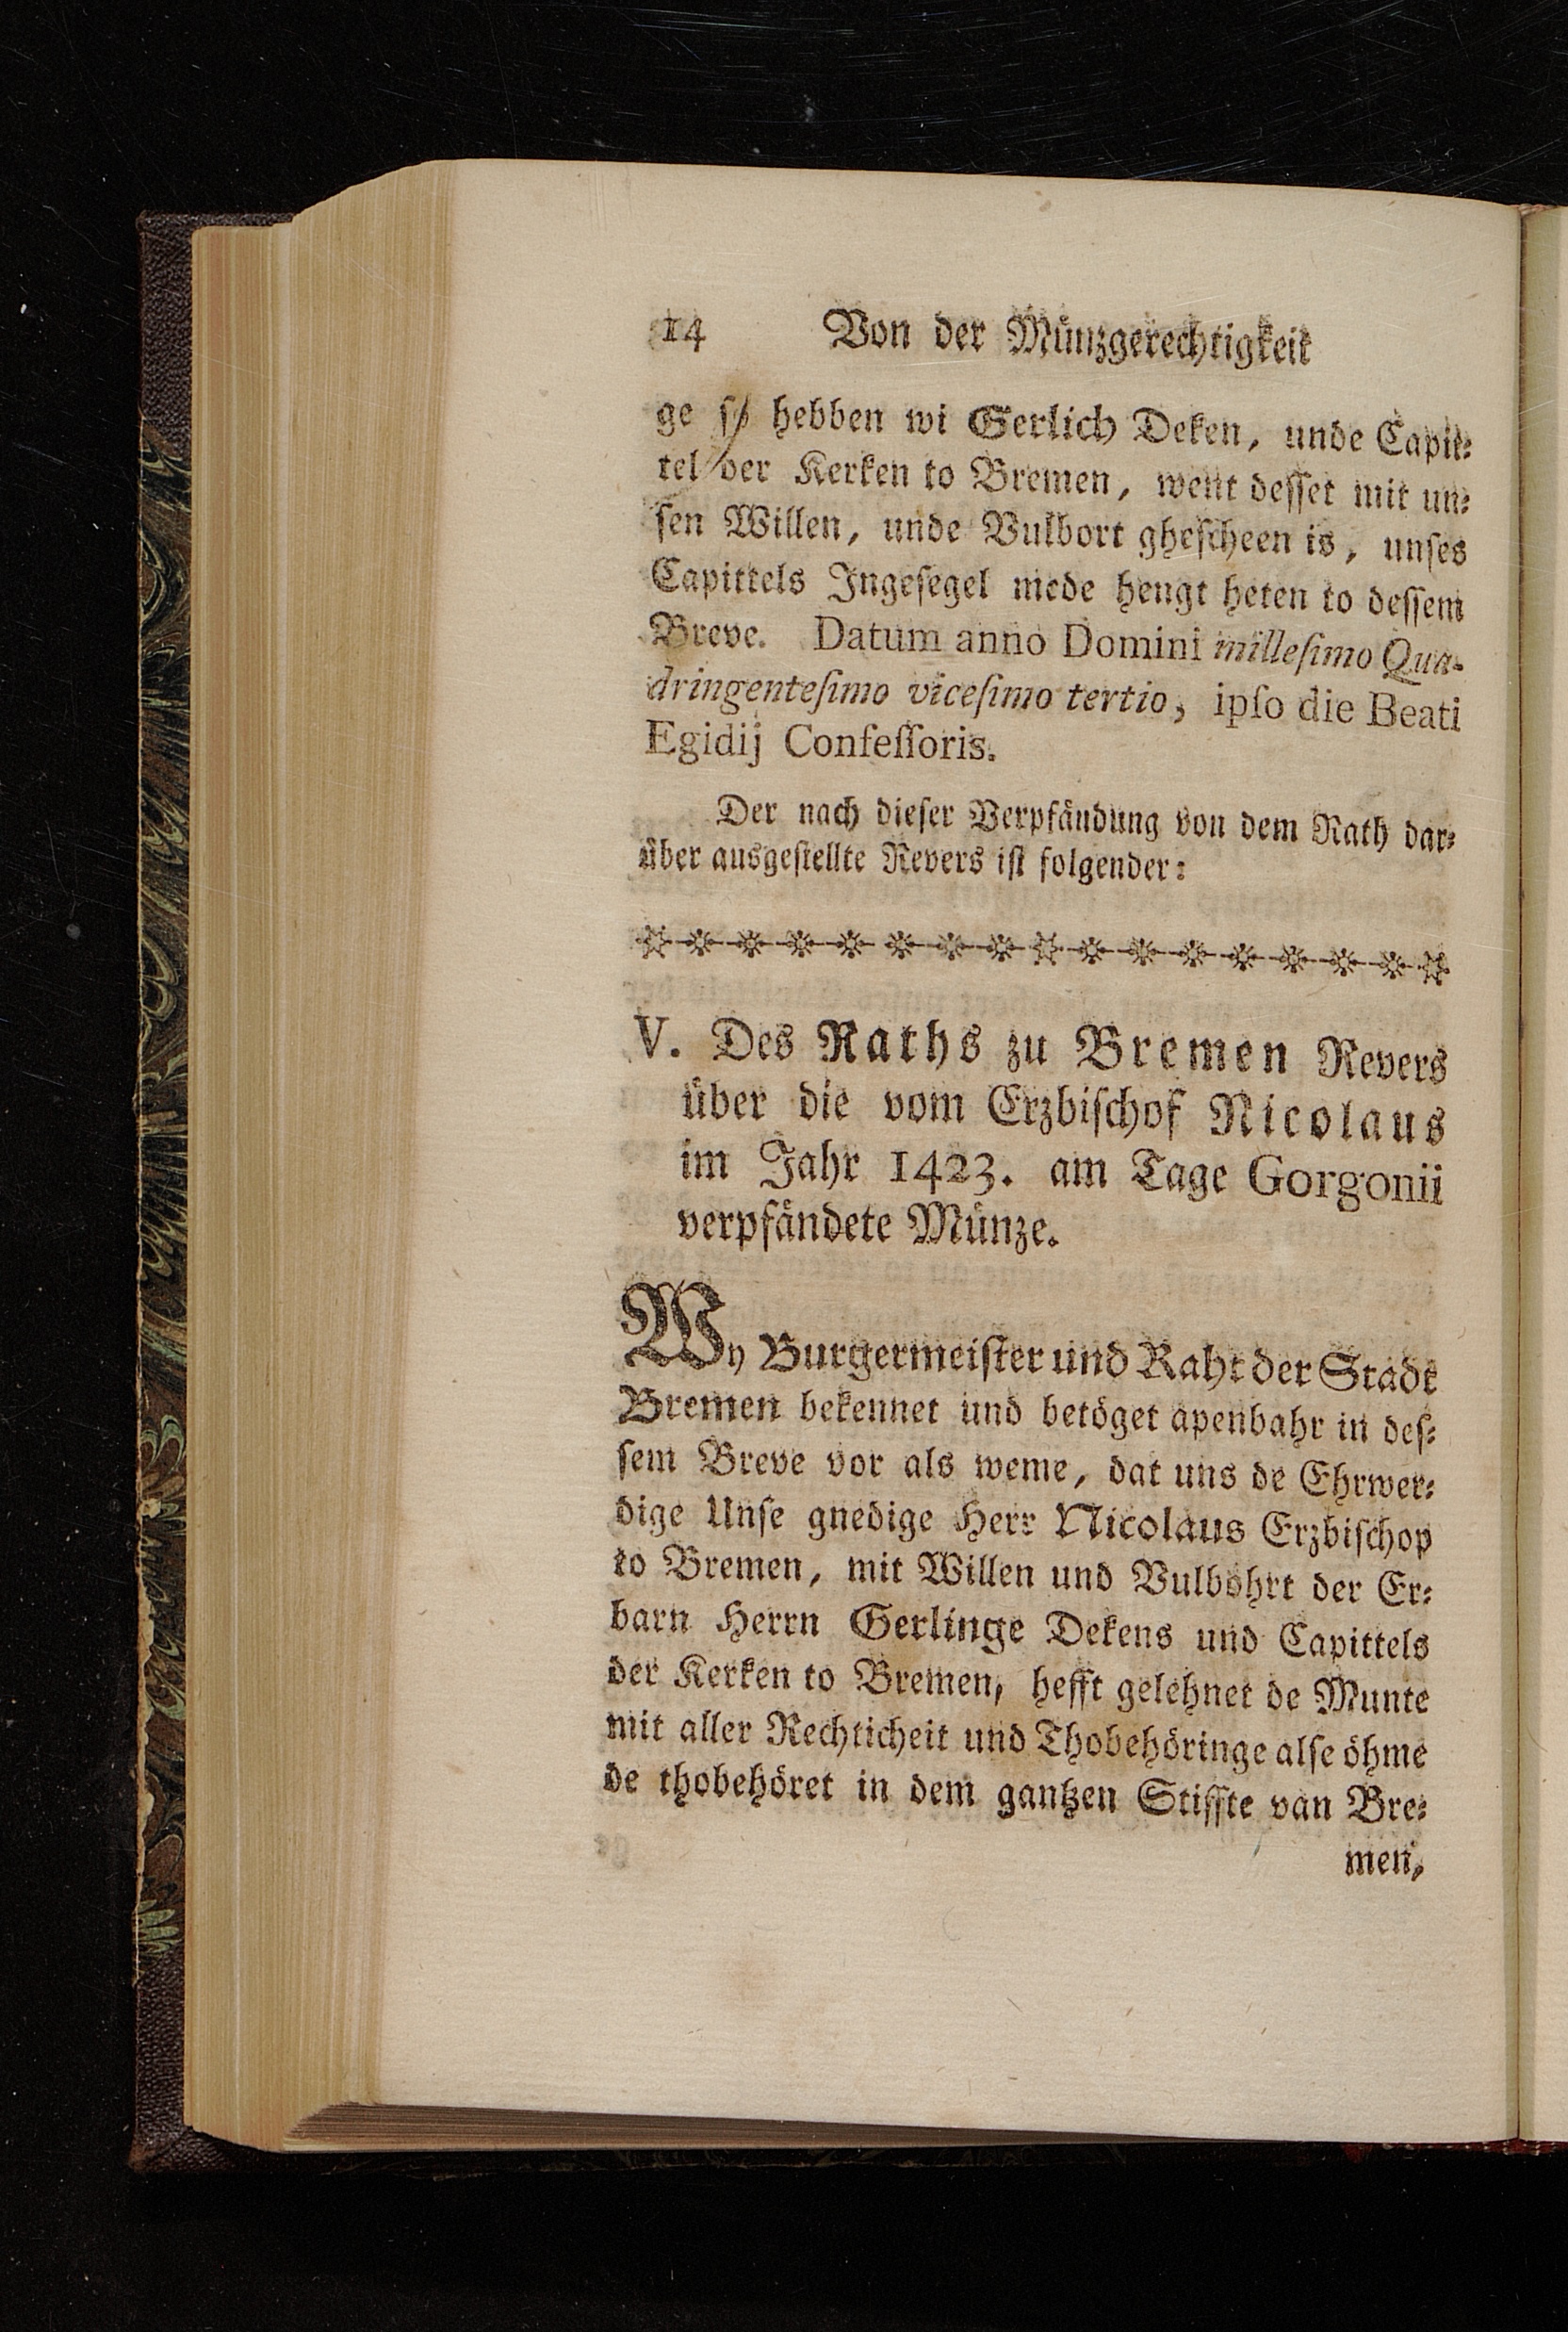 14 Von der Münzgerechtigkeit
ge ſ hebben wi Gerlich Deken, unde Capit⸗
tel der Kerken to Bremen, went deſſet mit un⸗
ſen Willen, unde Vulbort gheſcheen is, unſes
Capittels Ingeſegel mede hengt heten to deſſem
Breve. Datum anno Domini milleſimo Qua-
dringenteſimo viceſimo tertio, ipſo die Beati
Egidij Confeſſoris.
Der nach dieſer Verpfändung von dem Rath dar⸗
über ausgeſtellte Revers iſt folgender:
V. Des Raths zu Bremen Revers
über die vom Erzbiſchof Nicolaus
im Jahr 1423. am Tage Gorgonii
verpfändete Münze.
Wy Burgermeiſter und Raht der Stadt
Bremen bekennet und betöget apenbahr in deſ⸗
ſem Breve vor als weme, dat uns de Ehrwer⸗
dige Unſe gnedige Herr Nicolaus Erzbiſchop
to Bremen, mit Willen und Vulbohrt der Er⸗
barn Herrn Gerlinge Dekens und Capittels
der Kerken to Bremen, hefft gelehnet de Munte
mit aller Rechticheit und Thobehöringe alſe öhme
de thobehöret in dem gantzen Stiffte van Bre⸗
men,